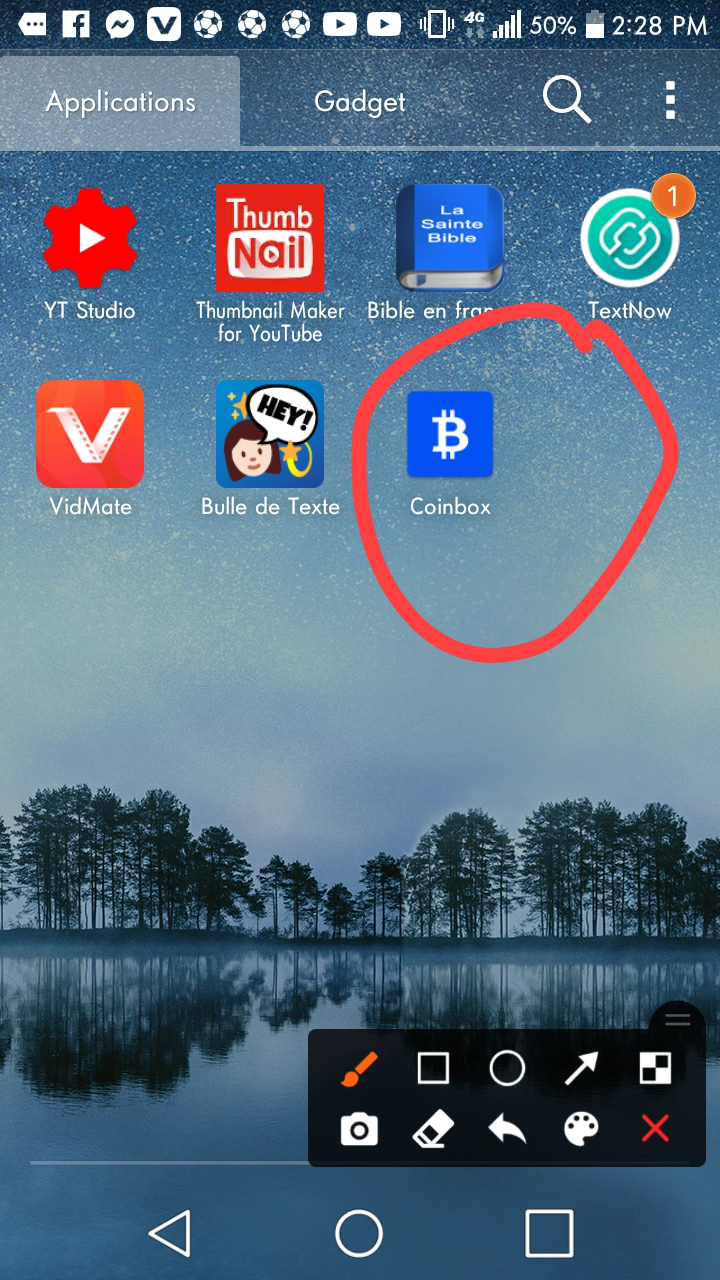 4G 50% 2:28 PM
Applications Gadget
1
Thumb
Nail
La
Sainte
Bible
YT Studio Thumbnail Maker Bible en TextNow
for YouTube
HEY!
VidMate Bulle de Texte Coinbox